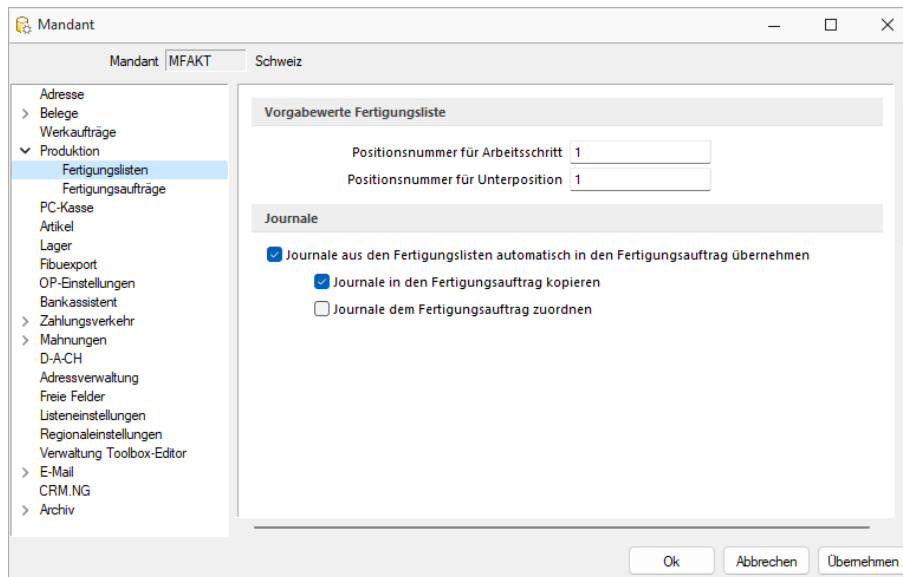 Mandant
Mandant MFAKT Schweiz
Adresse
Belege
Werkaufträge
Produktion
Fertigungslisten
Fertigungsaufträge
PC-Kasse
Artikel
Lager
Fibuexport
OP-Einstellungen
Bankassistent
Zahlungsverkehr
Mahnungen
D-A-CH
Adressverwaltung
Freie Felder
Listeneinstellungen
Regionaleinstellungen
Verwaltung Toolbox-Editor
E-Mail
CRM.NG
Archiv
Vorgabewerte Fertigungsliste
Positionsnummer für Arbeitsschritt 1
Positionsnummer für Unterposition 1
Journale
Journale aus den Fertigungslisten automatisch in den Fertigungsauftrag übernehmen
Journale in den Fertigungsauftrag kopieren
Journale dem Fertigungsauftrag zuordnen
Ok Abbrechen Übernehmen